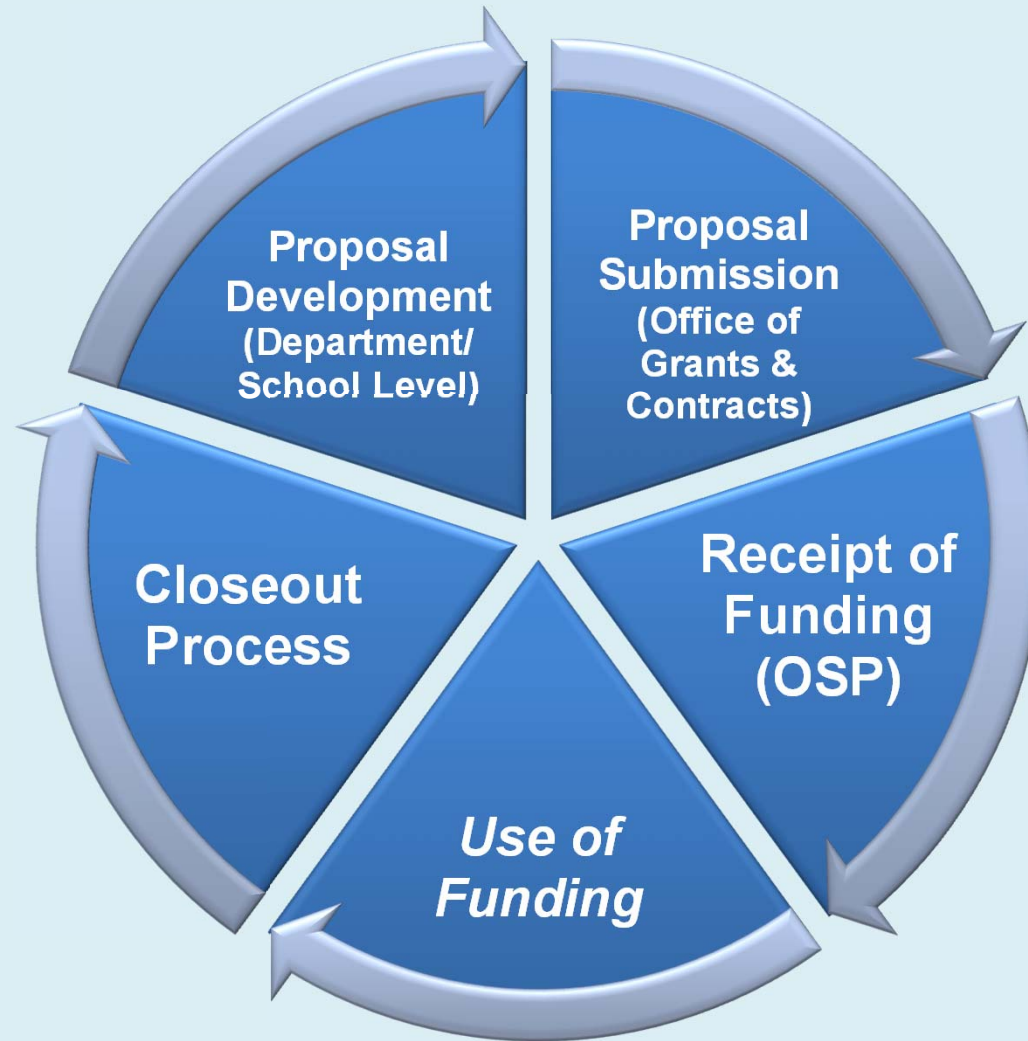 Proposal
Development
(Department/
School Level)
Proposal
Submission
(Office of
Grants &
Contracts)
Receipt of
Funding
(OSP)
Use of
Funding
Closeout
Process